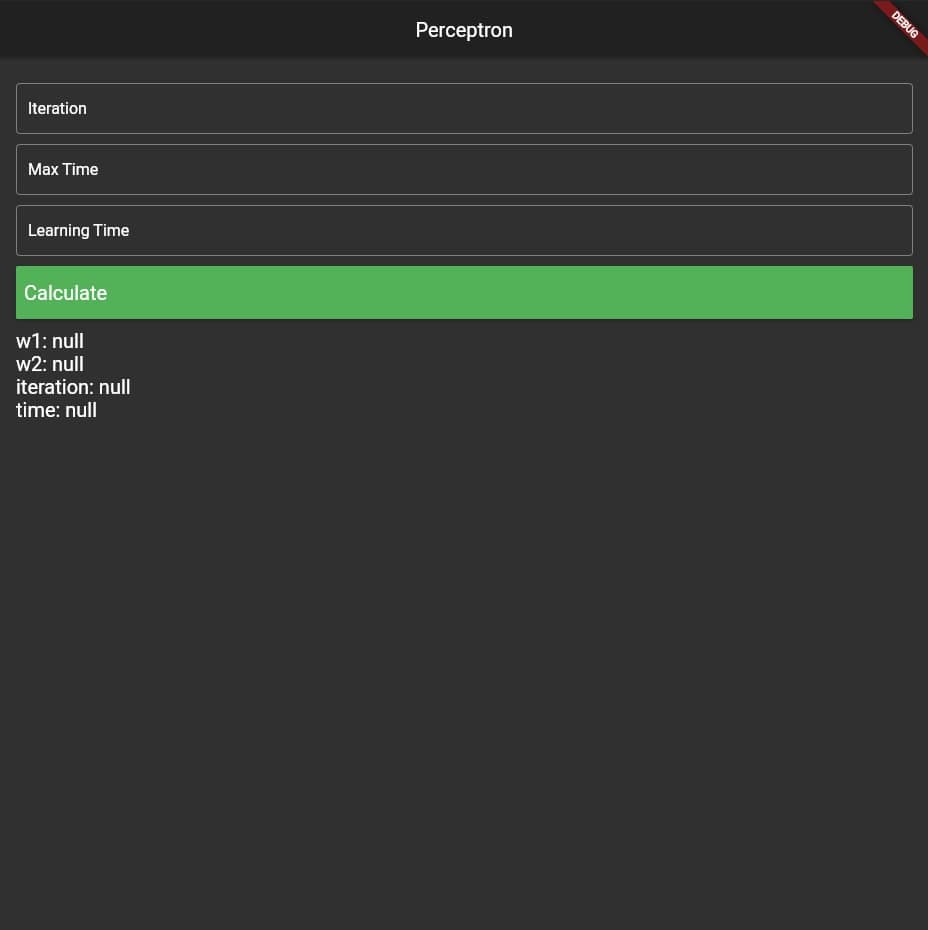 Perceptron
DEBUG
Iteration
Max Time
Learning Time
Calculate
w1: null
w2: null
iteration: null
time: null